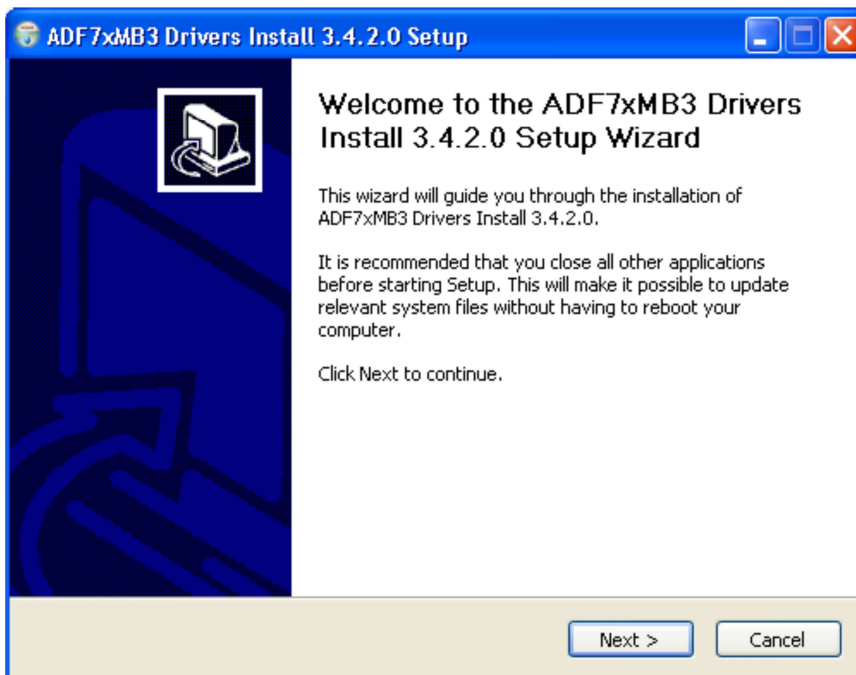 ADF7xMB3 Drivers Install 3.4.2.0 Setup
Welcome to the ADF7xMB3 Drivers
Install 3.4.2.0 Setup Wizard
This wizard will guide you through the installation of
ADF7xMB3 Drivers Install 3.4.2.0.
It is recommended that you close all other applications
before starting Setup. This will make it possible to update
relevant system files without having to reboot your
computer.
Click Next to continue.
Next >
Cancel